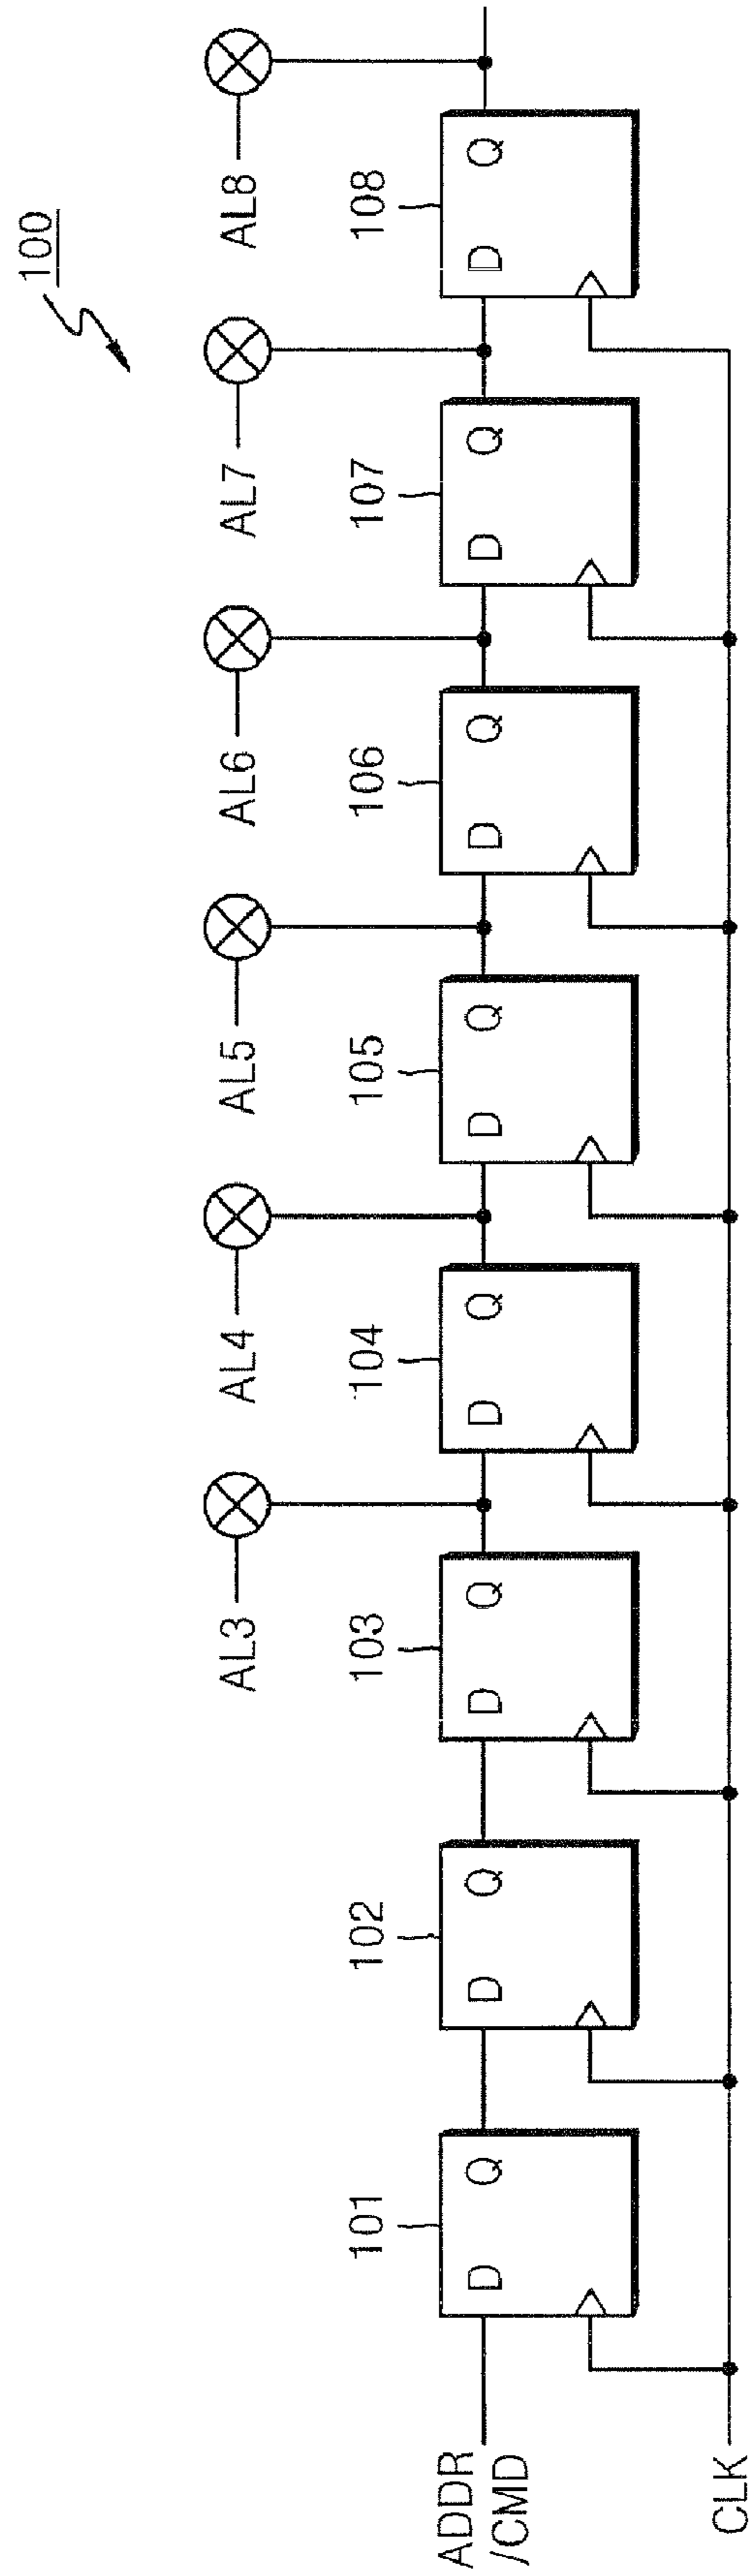 100
AL3
AL4
AL5
AL6
AL7
AL8
101
102
103
104
105
106
107
108
D Q
D Q
D Q
D Q
D Q
D Q
D Q
D Q
ADDR
/CMD
CLK